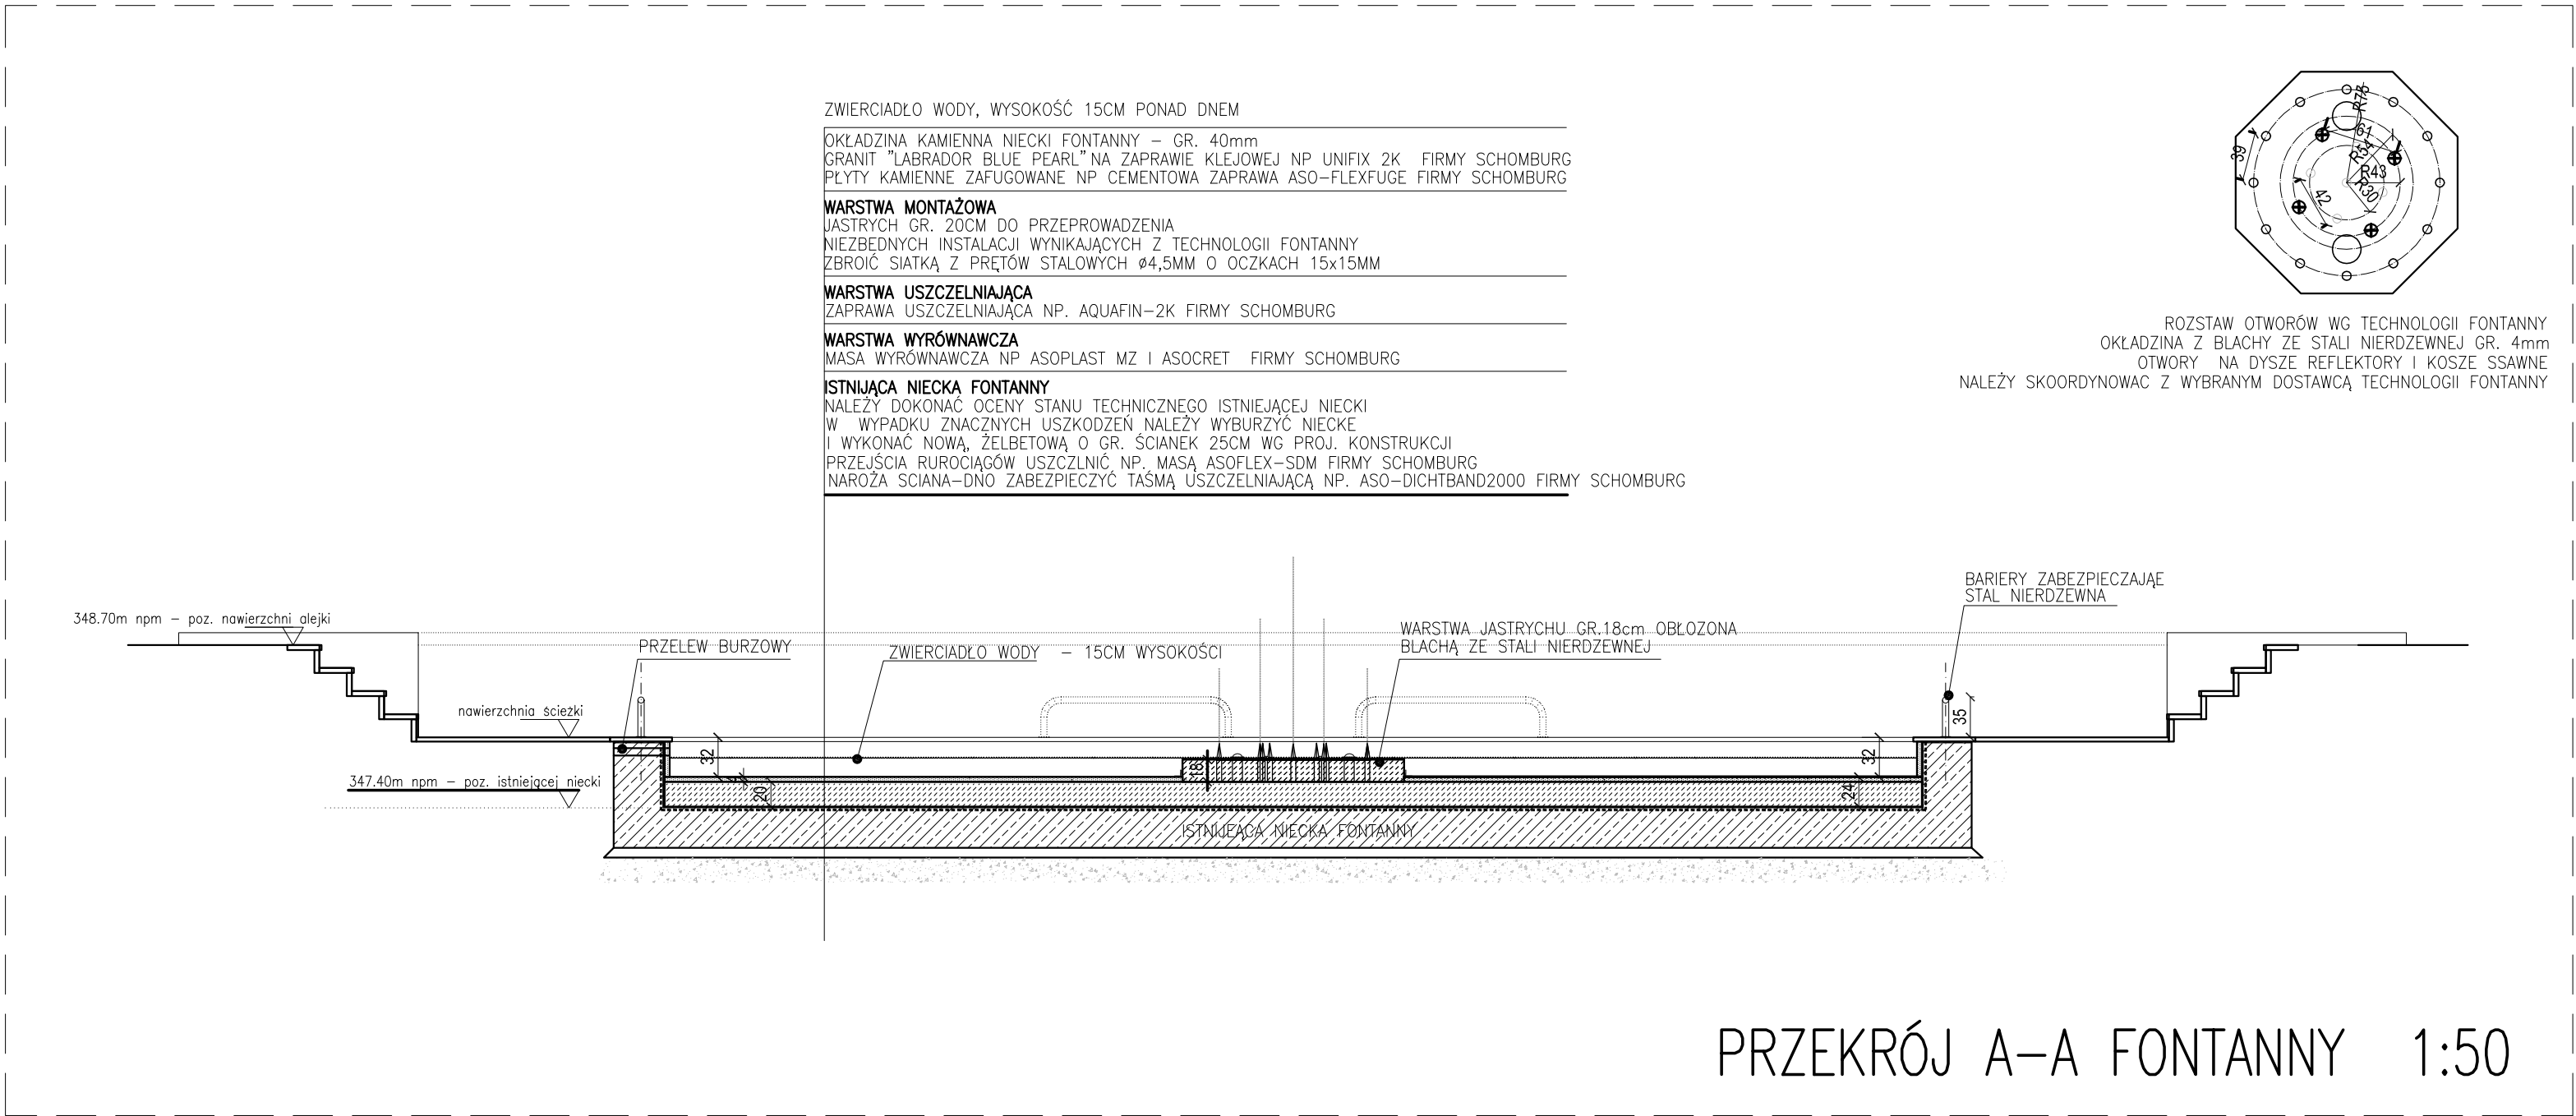 ZWIERCIADŁO WODY, WYSOKOŚĆ 15CM PONAD DNEM
OKŁADZINA KAMIENNA NIECKI FONTANNY – GR. 40mm
GRANIT "LABRADOR BLUE PEARL" NA ZAPRAWIE KLEJOWEJ NP UNIFIX 2K FIRMY SCHOMBURG
PŁYTY KAMIENNE ZAFUGOWANE NP CEMENTOWA ZAPRAWA ASO–FLEXFUGE FIRMY SCHOMBURG
WARSTWA MONTAŻOWA
JASTRYCH GR. 20CM DO PRZEPROWADZENIA
NIEZBEDNYCH INSTALACJI WYNIKAJĄCYCH Z TECHNOLOGII FONTANNY
ZBROIĆ SIATKĄ Z PRĘTÓW STALOWYCH ø4,5MM O OCZKACH 15x15MM
WARSTWA USZCZELNIAJĄCA
ZAPRAWA USZCZELNIAJĄCA NP. AQUAFIN–2K FIRMY SCHOMBURG
WARSTWA WYRÓWNAWCZA
MASA WYRÓWNAWCZA NP ASOPLAST MZ I ASOCRET FIRMY SCHOMBURG
ISTNIJĄCA NIECKA FONTANNY
NALEŻY DOKONAĆ OCENY STANU TECHNICZNEGO ISTNIEJĄCEJ NIECKI
W WYPADKU ZNACZNYCH USZKODZEŃ NALEŻY WYBURZYĆ NIECKE
I WYKONAĆ NOWĄ, ŻELBETOWĄ O GR. ŚCIANEK 25CM WG PROJ. KONSTRUKCJI
PRZEJŚCIA RUROCIĄGÓW USZCZLNIĆ NP. MASĄ ASOFLEX–SDM FIRMY SCHOMBURG
NAROŻA SCIANA–DNO ZABEZPIECZYĆ TAŚMĄ USZCZELNIAJĄCĄ NP. ASO–DICHTBAND2000 FIRMY SCHOMBURG
R78
61
39
R54
R43
R30
42
ROZSTAW OTWORÓW WG TECHNOLOGII FONTANNY
OKŁADZINA Z BLACHY ZE STALI NIERDZEWNEJ GR. 4mm
OTWORY NA DYSZE REFLEKTORY I KOSZE SSAWNE
NALEŻY SKOORDYNOWAC Z WYBRANYM DOSTAWCĄ TECHNOLOGII FONTANNY
BARIERY ZABEZPIECZAJĄE
STAL NIERDZEWNA
348.70m npm – poz. nawierzchni alejki
PRZELEW BURZOWY
ZWIERCIADŁO WODY – 15CM WYSOKOŚCI
WARSTWA JASTRYCHU GR.18cm OBŁOZONA
BLACHĄ ZE STALI NIERDZEWNEJ
nawierzchnia ścieżki
35
32
18
32
347.40m npm – poz. istniejącej niecki
4
20
24
ISTNIJEĄCA NIECKA FONTANNY
PRZEKRÓJ A–A FONTANNY 1:50